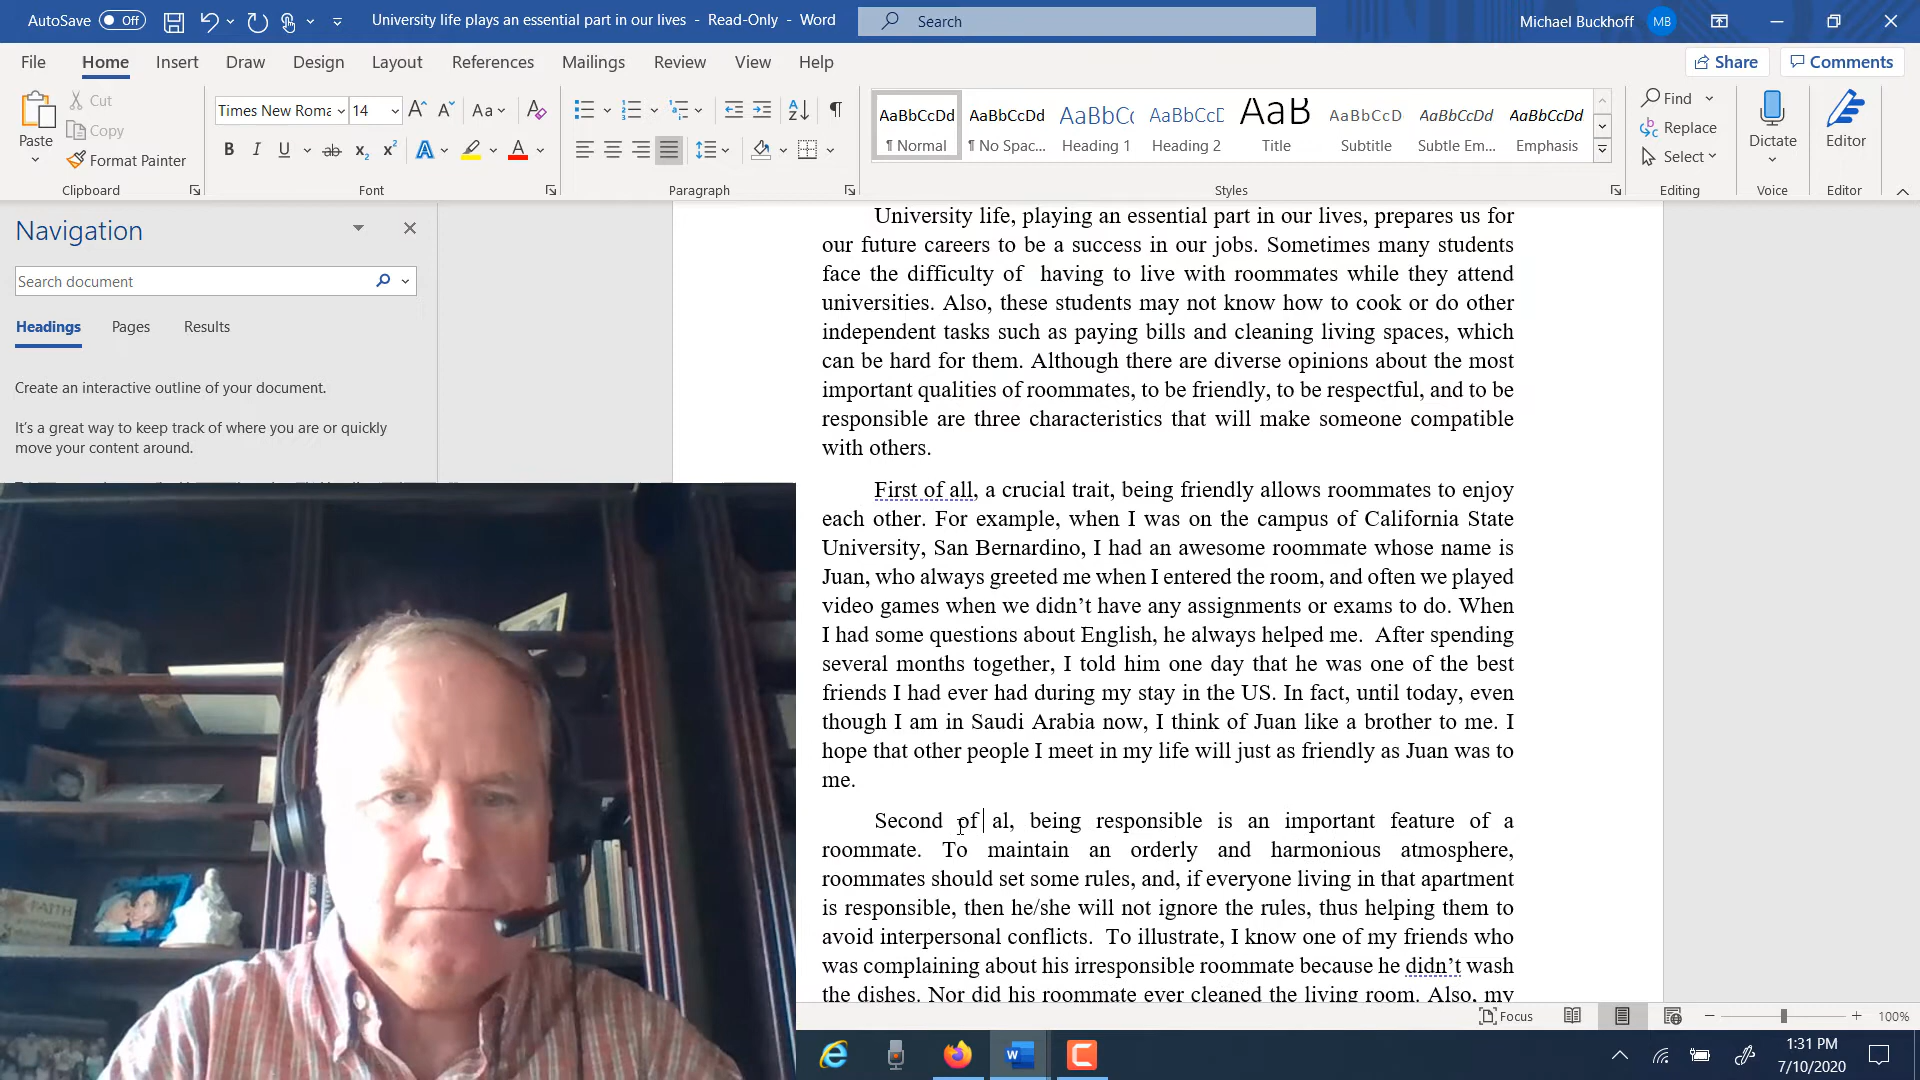 AutoSave Off University life plays an essential part in our lives - Read-Only - Word Search Michael Buckhoff MB
File Home Insert Draw Design Layout References Mailings Review View Help Share Comments
Paste Cut Copy Format Painter Clipboard
Times New Roma 14 Aa
B I U ab x₂ x² A A Font
Paragraph
AaBbCcDd ¶ Normal
AaBbCcDd ¶ No Spac...
AaBbCc Heading 1
AaBbCcD Heading 2
AaB Title
AaBbCcD Subtitle
AaBbCcDd Subtle Em...
AaBbCcDd Emphasis
Styles
Find Replace Select Editing
Dictate Voice
Editor Editor
Navigation
Search document
Headings Pages Results
Create an interactive outline of your document.
It's a great way to keep track of where you are or quickly
move your content around.
University life, playing an essential part in our lives, prepares us for
our future careers to be a success in our jobs. Sometimes many students
face the difficulty of  having to live with roommates while they attend
universities. Also, these students may not know how to cook or do other
independent tasks such as paying bills and cleaning living spaces, which
can be hard for them. Although there are diverse opinions about the most
important qualities of roommates, to be friendly, to be respectful, and to be
responsible are three characteristics that will make someone compatible
with others.
First of all, a crucial trait, being friendly allows roommates to enjoy
each other. For example, when I was on the campus of California State
University, San Bernardino, I had an awesome roommate whose name is
Juan, who always greeted me when I entered the room, and often we played
video games when we didn't have any assignments or exams to do. When
I had some questions about English, he always helped me.  After spending
several months together, I told him one day that he was one of the best
friends I had ever had during my stay in the US. In fact, until today, even
though I am in Saudi Arabia now, I think of Juan like a brother to me. I
hope that other people I meet in my life will just as friendly as Juan was to
me.
Second of al, being responsible is an important feature of a
roommate. To maintain an orderly and harmonious atmosphere,
roommates should set some rules, and, if everyone living in that apartment
is responsible, then he/she will not ignore the rules, thus helping them to
avoid interpersonal conflicts.  To illustrate, I know one of my friends who
was complaining about his irresponsible roommate because he didn't wash
the dishes. Nor did his roommate ever cleaned the living room. Also, my
FAITH
Focus 100%
1:31 PM
7/10/2020